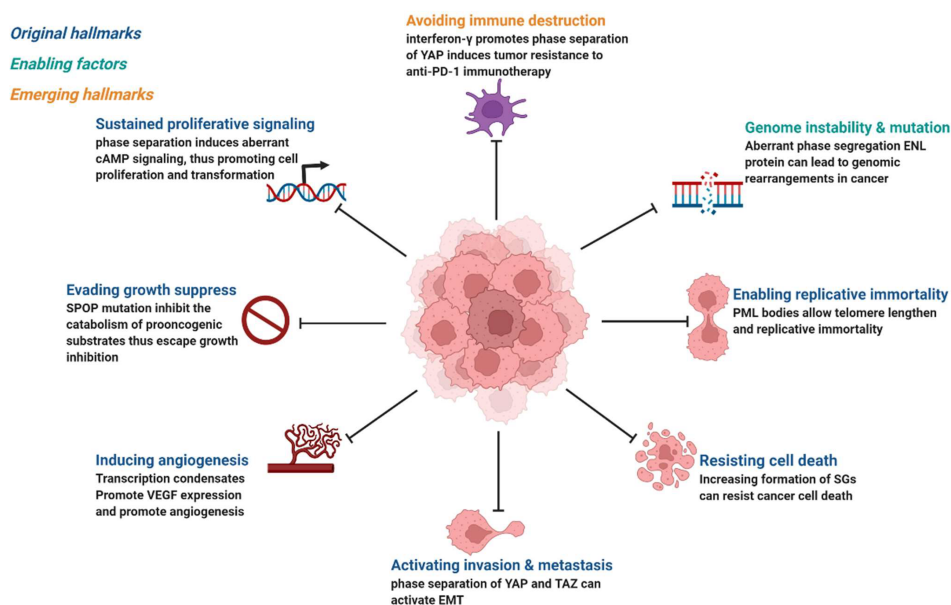 Original hallmarks
Enabling factors
Emerging hallmarks
Avoiding immune destruction
interferon-γ promotes phase separation
of YAP induces tumor resistance to
anti-PD-1 immunotherapy
Sustained proliferative signaling
phase separation induces aberrant
cAMP signaling, thus promoting cell
proliferation and transformation
Genome instability & mutation
Aberrant phase segregation ENL
protein can lead to genomic
rearrangements in cancer
Evading growth suppress
SPOP mutation inhibit the
catabolism of prooncogenic
substrates thus escape growth
inhibition
Enabling replicative immortality
PML bodies allow telomere lengthen
and replicative immortality
Inducing angiogenesis
Transcription condensates
Promote VEGF expression
and promote angiogenesis
Resisting cell death
Increasing formation of SGs
can resist cancer cell death
Activating invasion & metastasis
phase separation of YAP and TAZ can
activate EMT